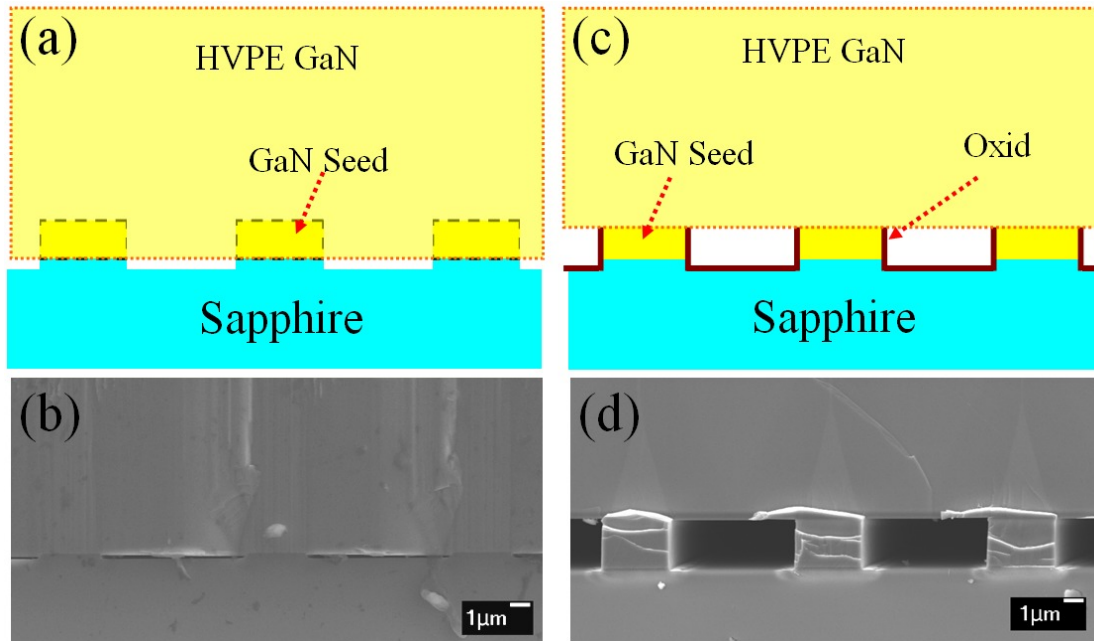 (a)
HVPE GaN
GaN Seed
Sapphire
(c)
HVPE GaN
GaN Seed
Oxid
Sapphire
(b)
1μm
(d)
1μm